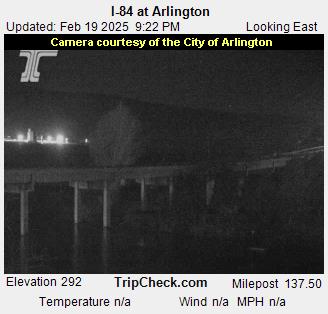 I-84 at Arlington
Updated: Feb 19 2025 9:22 PM Looking East
Camera courtesy of the City of Arlington
Elevation 292 TripCheck.com Milepost 137.50
Temperature n/a Wind n/a MPH n/a